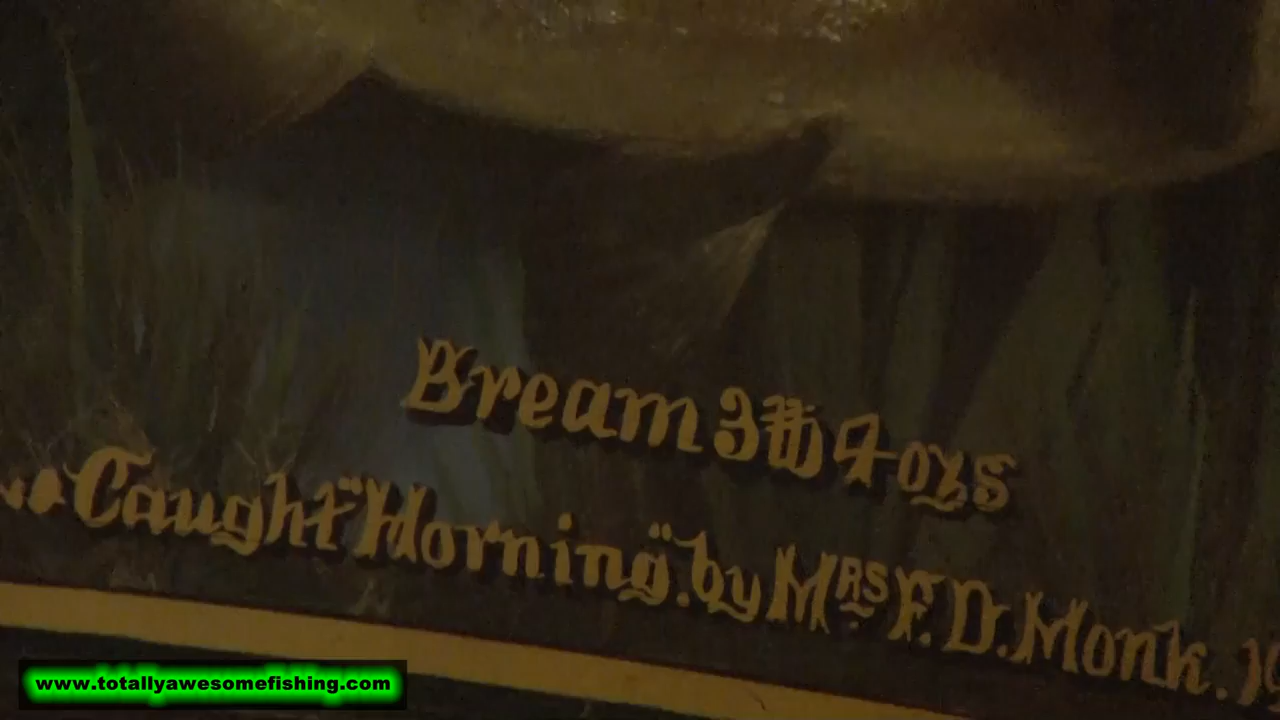 Bream 3lb 4ozs
Caught "Morning". by Mrs F. D. Monk.
www.totallyawesomefishing.com